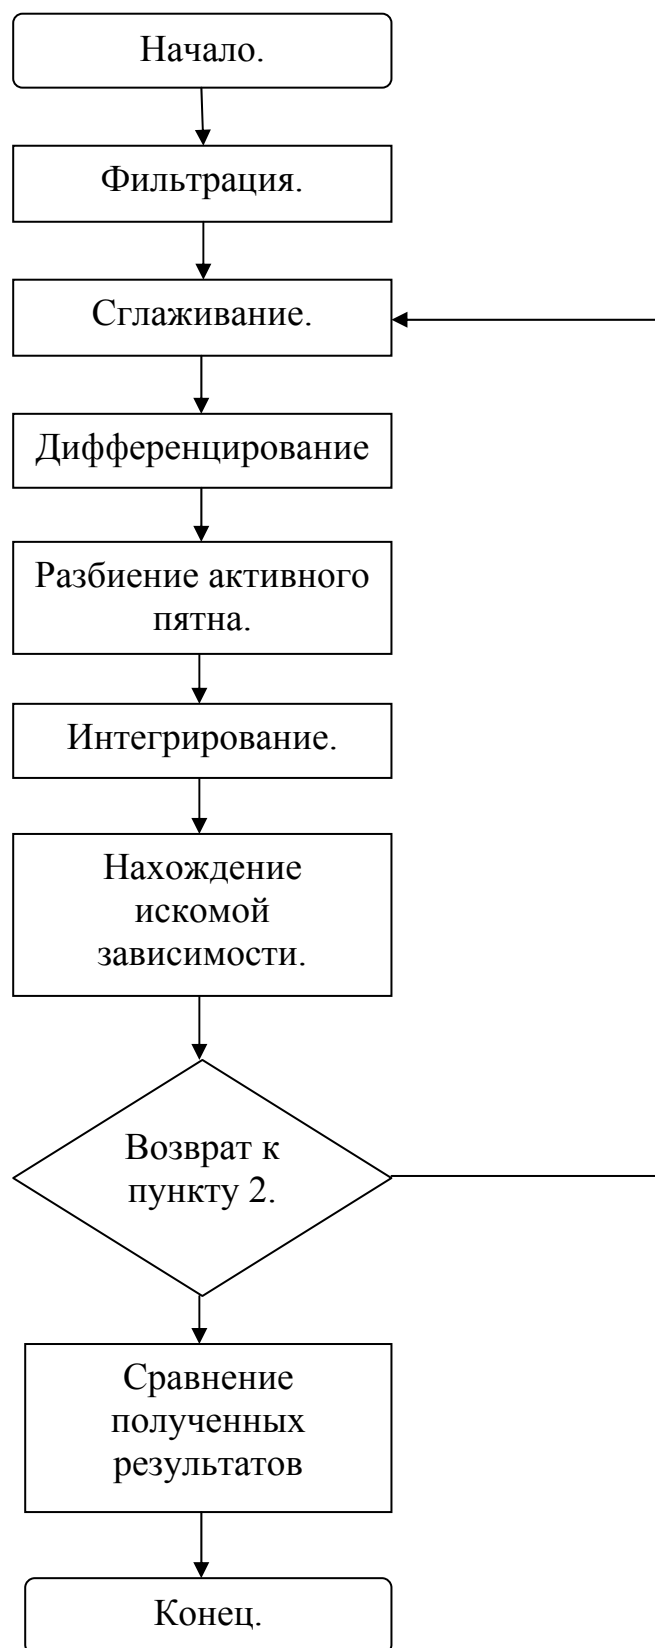 Начало.
Фильтрация.
Сглаживание.
Дифференцирование
Разбиение активного
пятна.
Интегрирование.
Нахождение
искомой
зависимости.
Возврат к
пункту 2.
Сравнение
полученных
результатов
Конец.